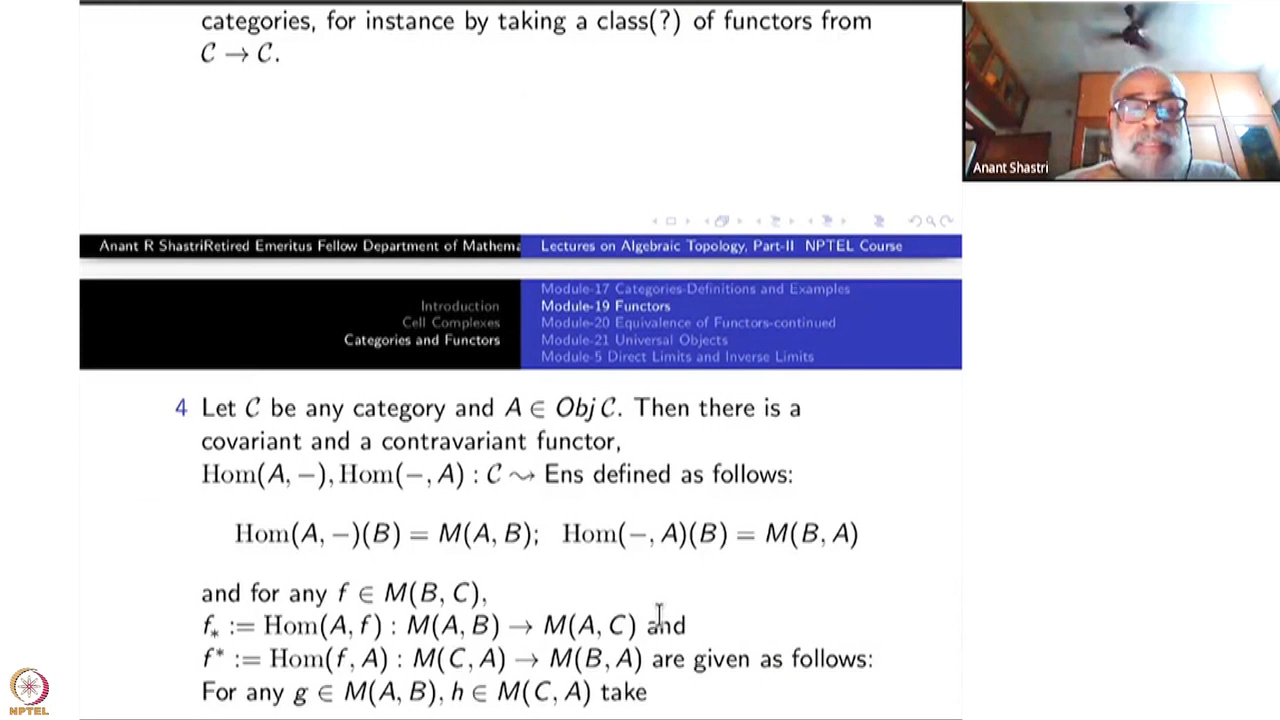 categories, for instance by taking a class(?) of functors from
𝒞 → 𝒞.
Anant Shastri
Anant R ShastriRetired Emeritus Fellow Department of Mathema
Lectures on Algebraic Topology, Part-II NPTEL Course
Introduction
Cell Complexes
Categories and Functors
Module-17 Categories-Definitions and Examples
Module-19 Functors
Module-20 Equivalence of Functors-continued
Module-21 Universal Objects
Module-5 Direct Limits and Inverse Limits
4 Let 𝒞 be any category and A ∈ Obj 𝒞. Then there is a
covariant and a contravariant functor,
Hom(A, −), Hom(−, A) : 𝒞 ⇝ Ens defined as follows:
Hom(A, −)(B) = M(A, B); Hom(−, A)(B) = M(B, A)
and for any f ∈ M(B, C),
f∗ := Hom(A, f) : M(A, B) → M(A, C) and
f* := Hom(f, A) : M(C, A) → M(B, A) are given as follows:
For any g ∈ M(A, B), h ∈ M(C, A) take
NPTEL